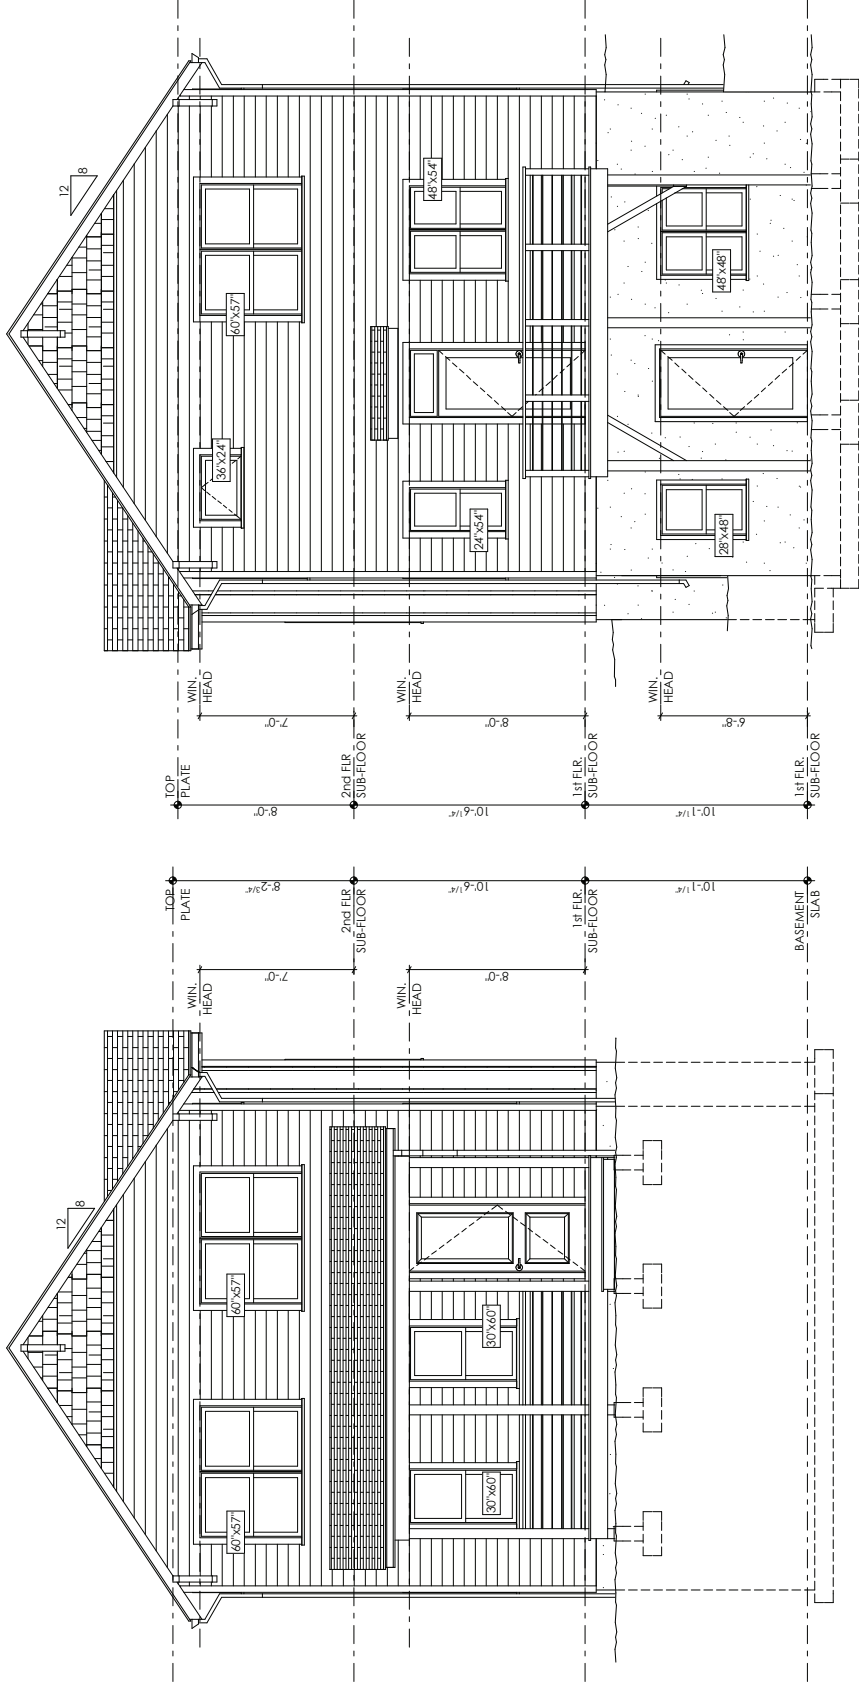 12
8
60"x57"
36"x24"
48"x54"
24"x54"
48"x48"
28"x48"
WIN.
HEAD
7'-0"
WIN.
HEAD
8'-0"
WIN.
HEAD
6'-8"
TOP
PLATE
8'-0"
2nd FLR
SUB-FLOOR
10'-6 1/4"
1st FLR.
SUB-FLOOR
10'-1 1/4"
1st FLR.
SUB-FLOOR
TOP
PLATE
8'-2 3/4"
2nd FLR
SUB-FLOOR
10'-6 1/4"
1st FLR.
SUB-FLOOR
10'-1 1/4"
BASEMENT
SLAB
WIN.
HEAD
7'-0"
WIN.
HEAD
8'-0"
12
8
60"x57"
60"x57"
30"x60"
30"x60"